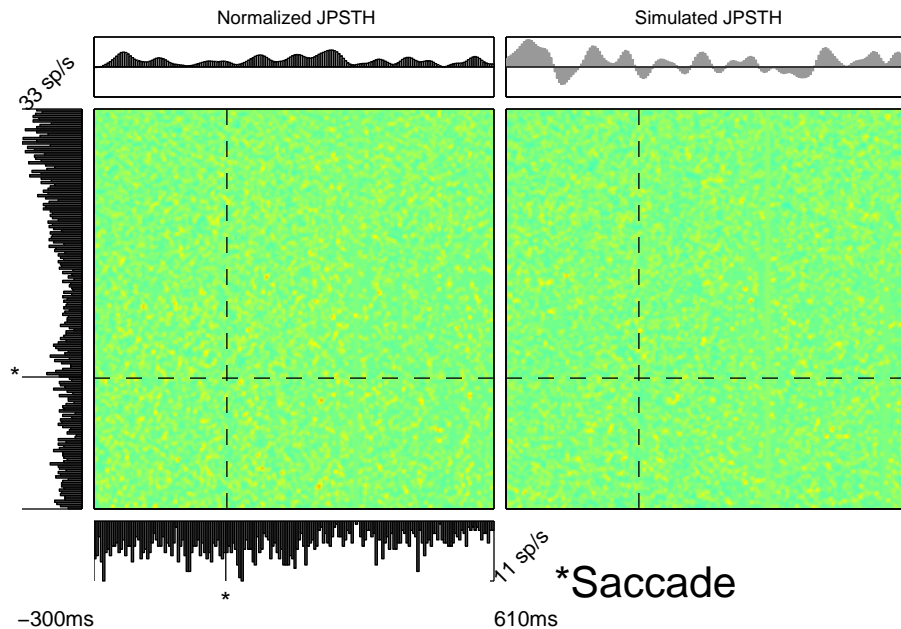 Normalized JPSTH
Simulated JPSTH
33 sp/s
*
11 sp/s
*Saccade
*
−300ms
610ms